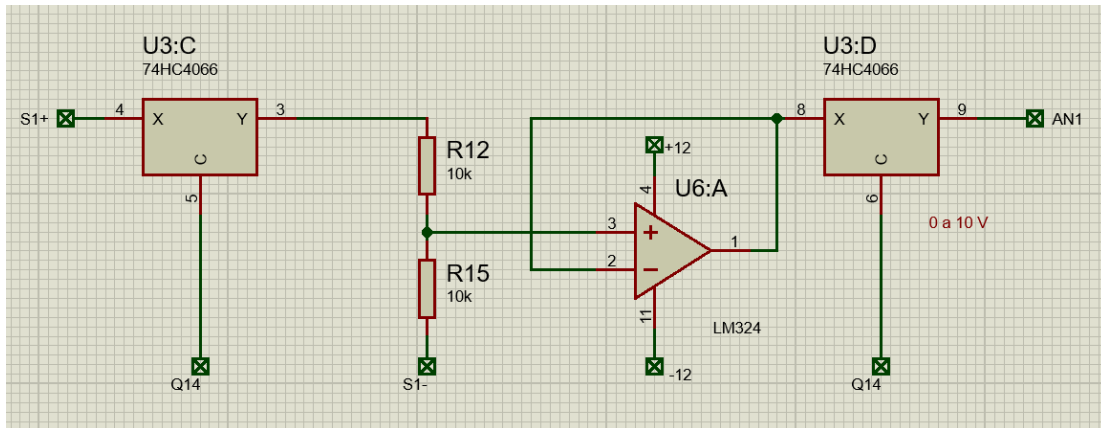 U3:C
74HC4066
S1+
4
X
Y
3
C
5
Q14
R12
10k
R15
10k
S1-
+12
4
U6:A
3
+
2
−
1
11
LM324
-12
U3:D
74HC4066
8
X
Y
9
AN1
C
6
0 a 10 V
Q14